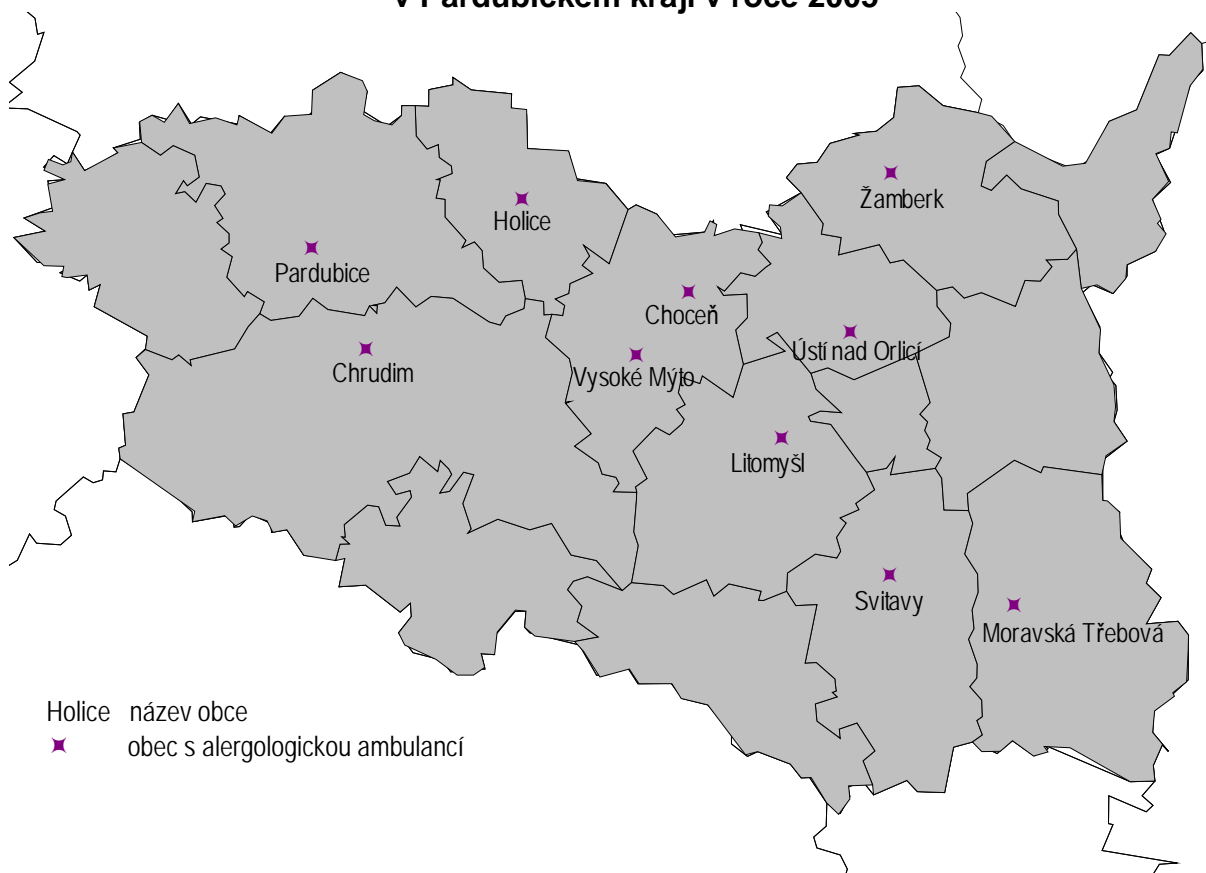 v Pardubickém kraji v roce 2005
Žamberk
Holice
Pardubice
Choceň
Ústí nad Orlicí
Chrudim
Vysoké Mýto
Litomyšl
Svitavy
Moravská Třebová
Holice název obce
obec s alergologickou ambulancí